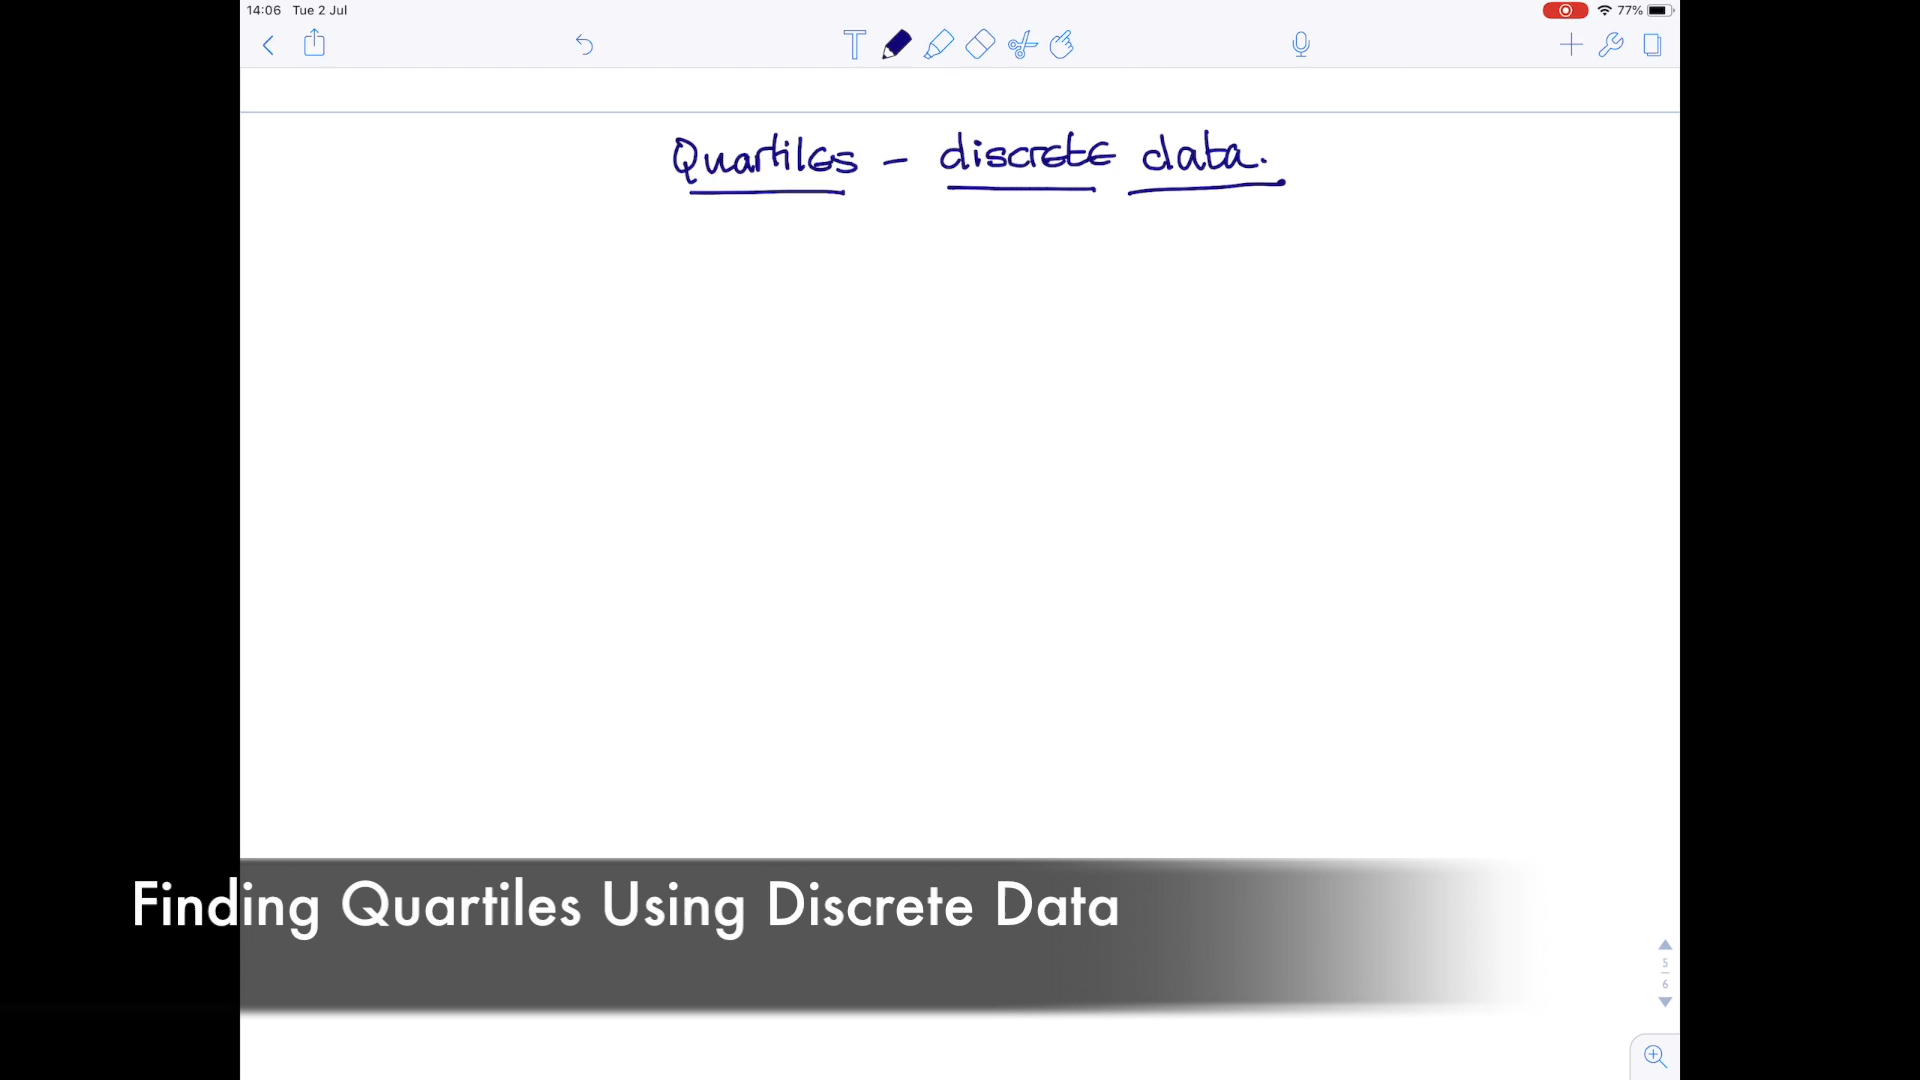 14:06 Tue 2 Jul
77%
T
Quartiles - discrete data.
Finding Quartiles Using Discrete Data
5
6